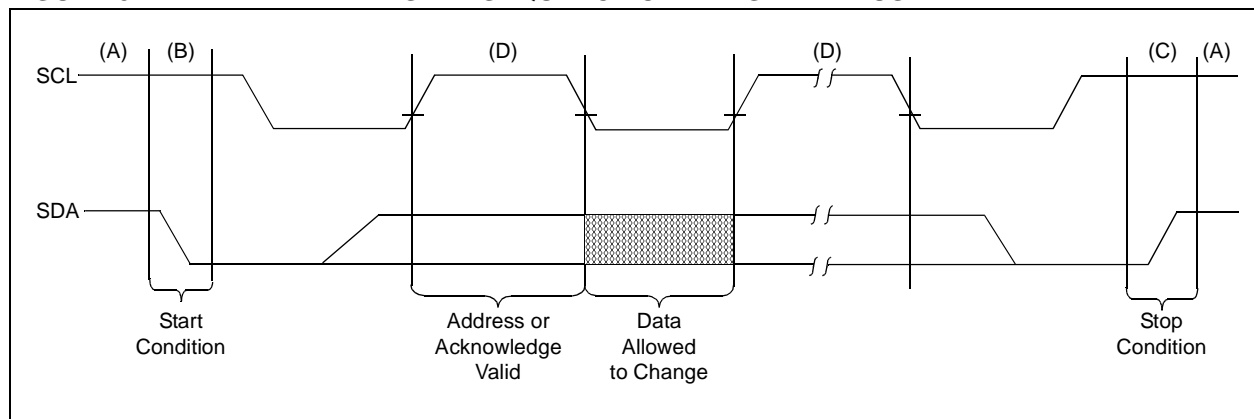 (A) (B) (D) (D) (C) (A)
SCL
SDA
Start
Condition
Address or
Acknowledge
Valid
Data
Allowed
to Change
Stop
Condition